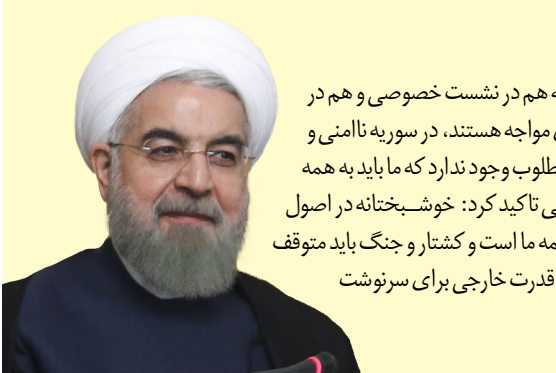 ه هم در نشست خصوصی و هم در
ی مواجه هستند، در سوریه ناامنی و
طلوب وجود ندارد که ما باید به همه
ی تاکید کرد: خوشبختانه در اصول
مه ما است و کشتار و جنگ باید متوقف
قدرت خارجی برای سرنوشت